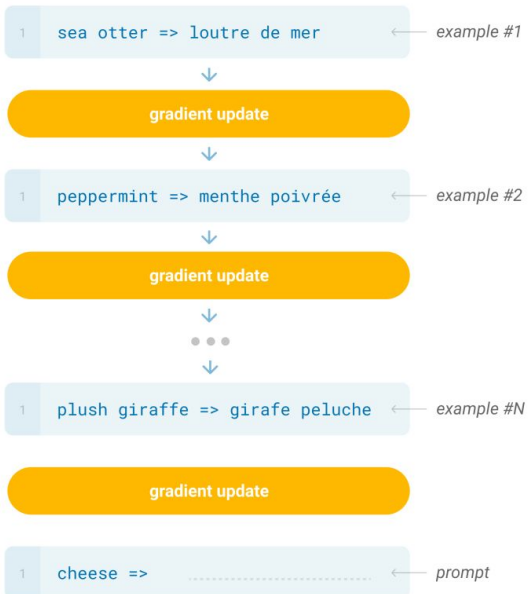 1 sea otter => loutre de mer example #1
gradient update
1 peppermint => menthe poivrée example #2
gradient update
1 plush giraffe => girafe peluche example #N
gradient update
1 cheese => prompt